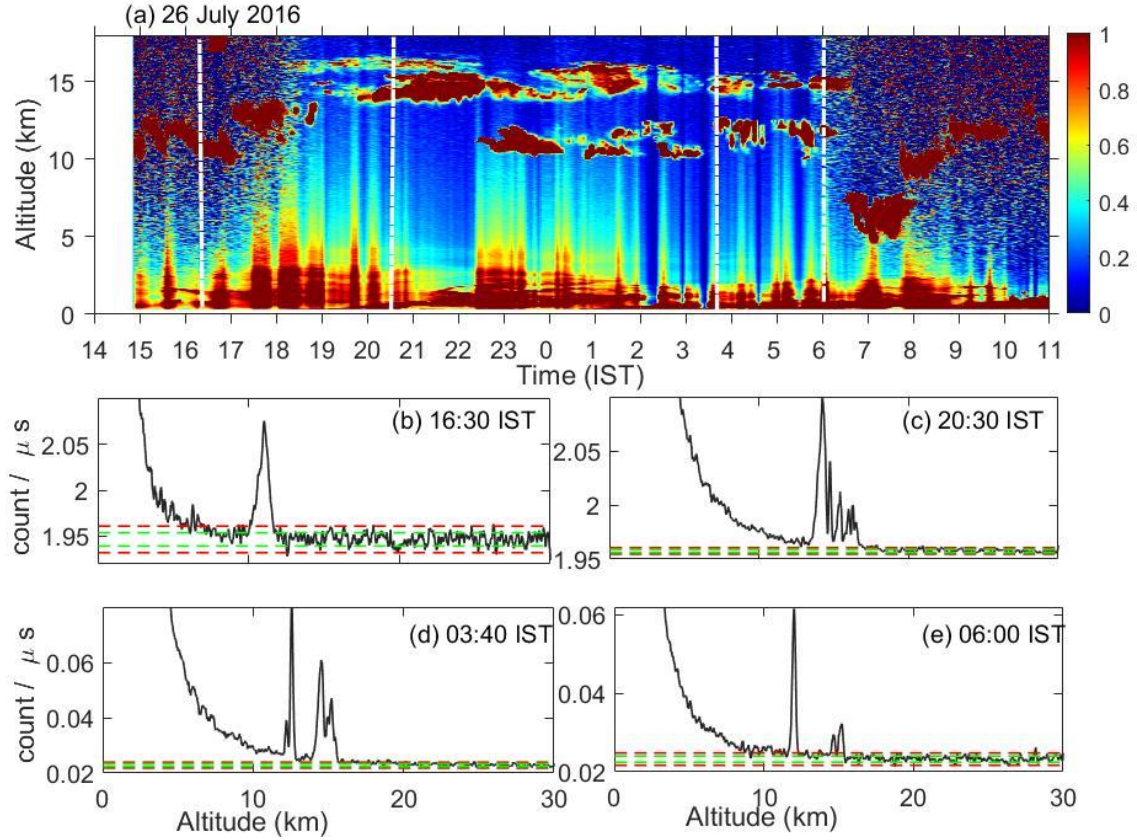 (a) 26 July 2016
Altitude (km)
15
10
5
0
14 15 16 17 18 19 20 21 22 23 0 1 2 3 4 5 6 7 8 9 10 11
Time (IST)
1
0.8
0.6
0.4
0.2
0
(b) 16:30 IST
count / μ s
2.05
2
1.95
(c) 20:30 IST
2.05
2
1.95
(d) 03:40 IST
count / μ s
0.06
0.04
0.02
0 10 20 30
Altitude (km)
(e) 06:00 IST
0.06
0.04
0.02
0 10 20 30
Altitude (km)